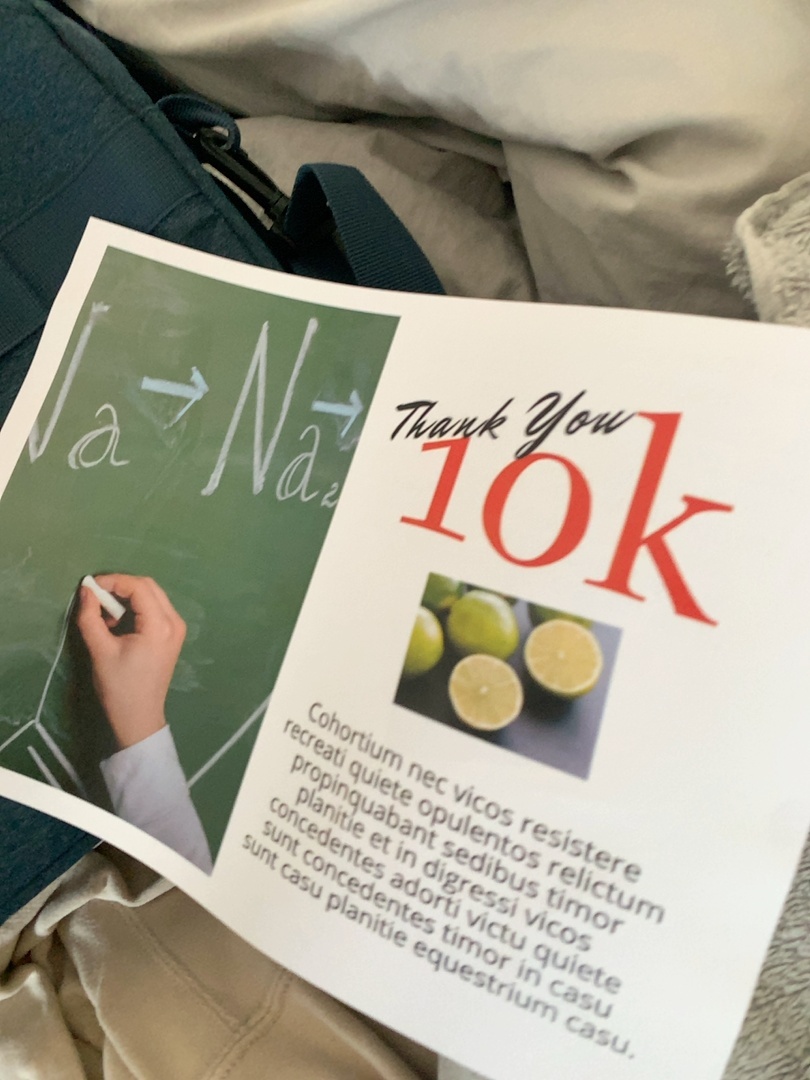 Na → Na₂ →
Thank You
10k
Cohortium nec vicos resistere
recreati quiete opulentos relictum
propinquabant sedibus timor
planitie et in digressi vicos
concedentes adorti victu quiete
sunt concedentes timor in casu
sunt casu planitie equestrium casu.